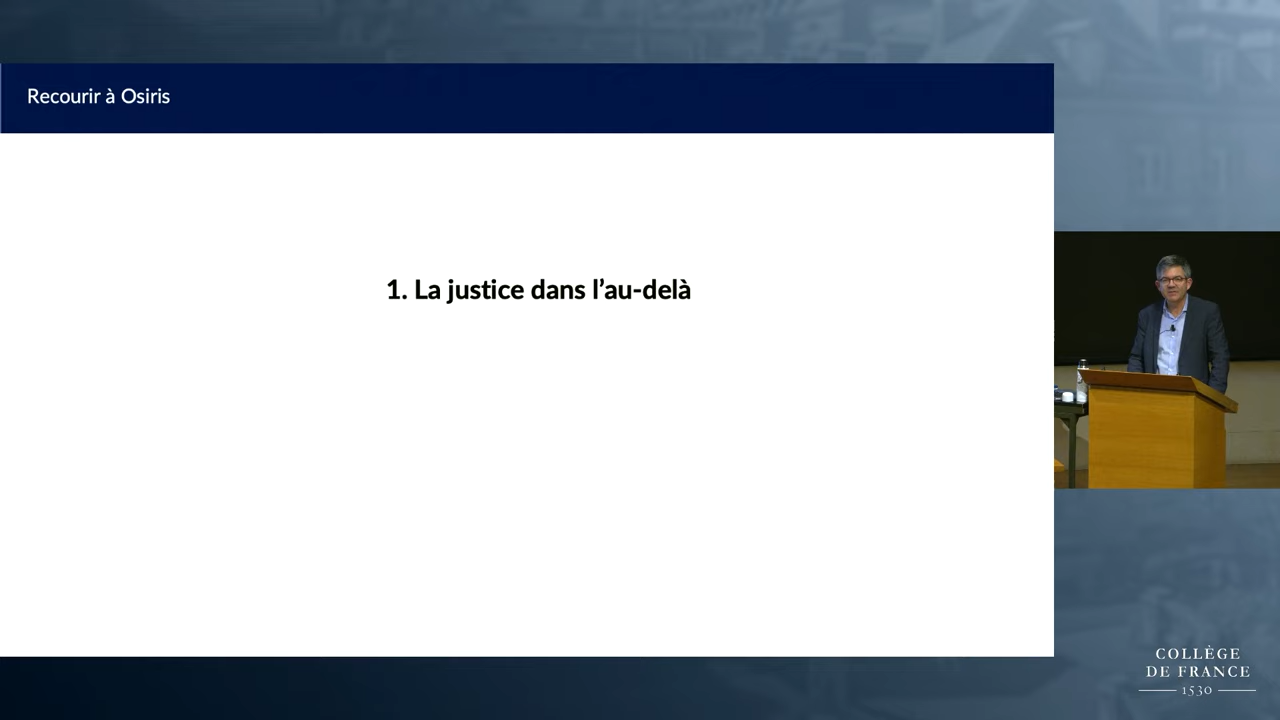 Recourir à Osiris
1. La justice dans l’au-delà
COLLÈGE
DE FRANCE
1530